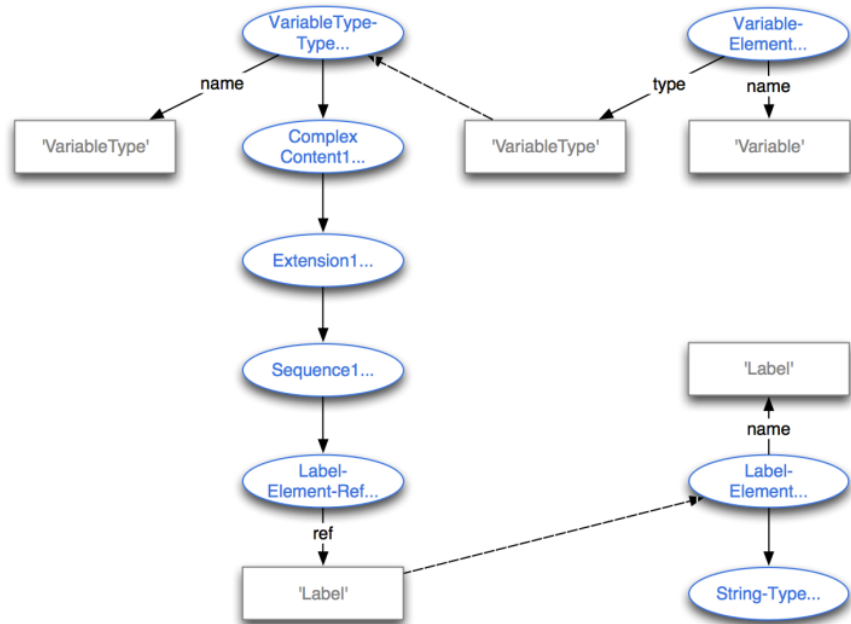 VariableType-
Type...
Variable-
Element...
name
type
name
'VariableType'
Complex
Content1...
'VariableType'
'Variable'
Extension1...
Sequence1...
'Label'
name
Label-
Element-Ref...
Label-
Element...
ref
'Label'
String-Type...